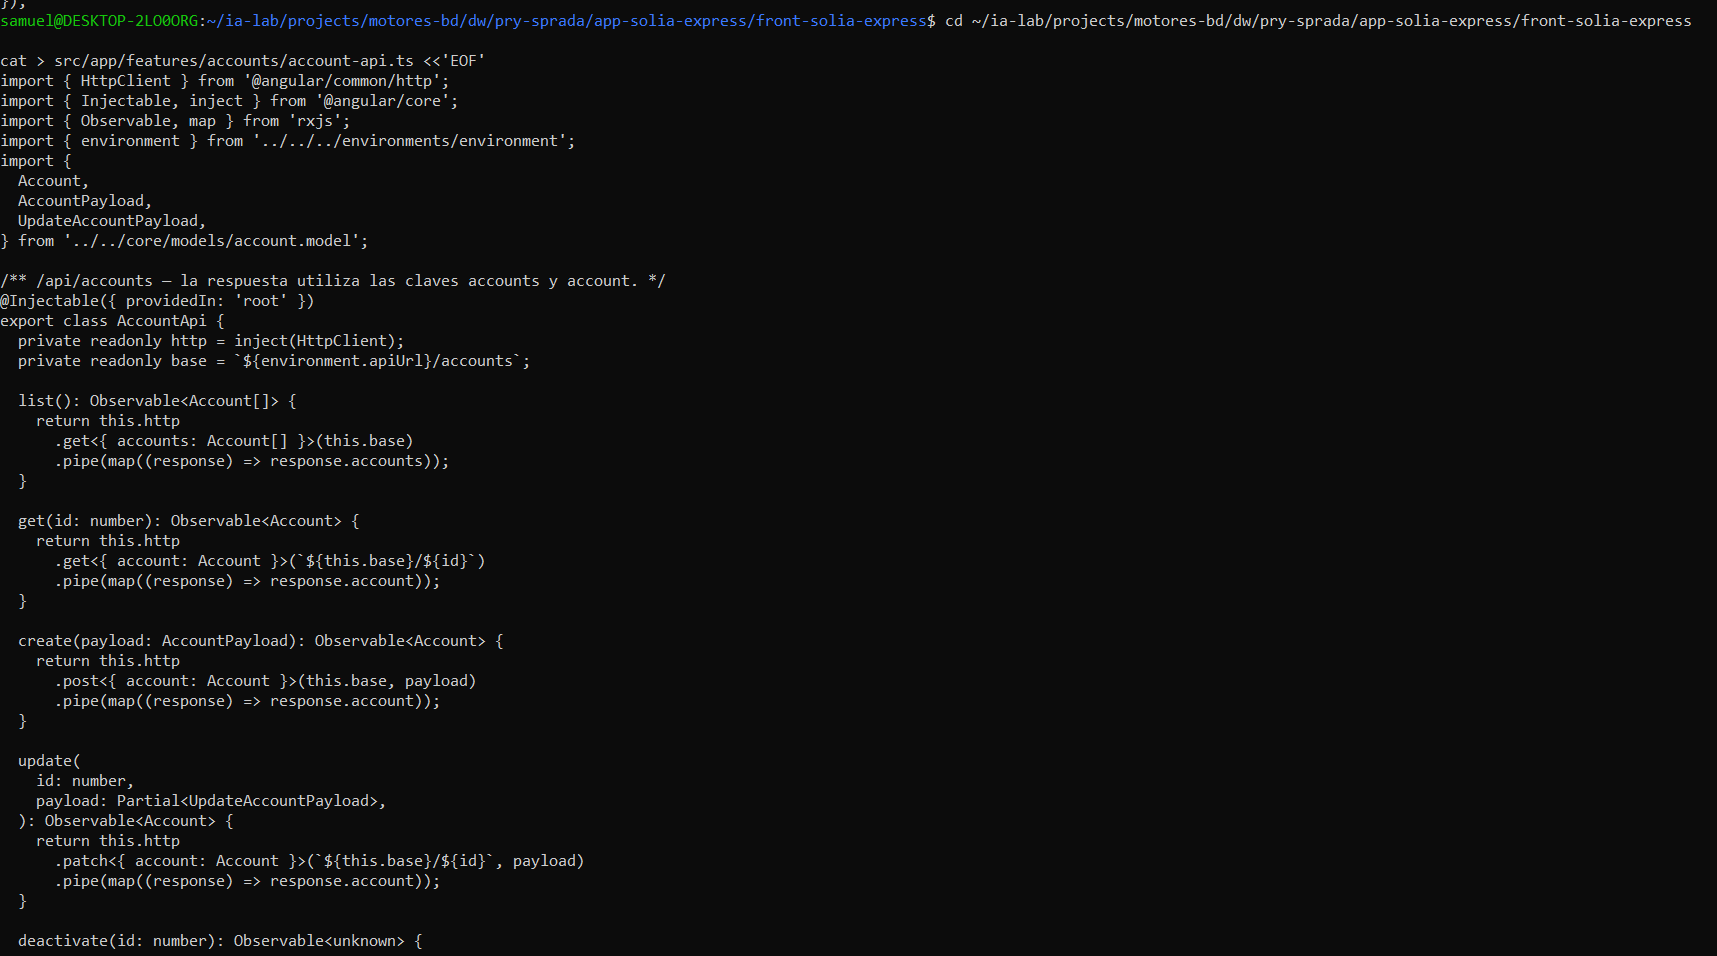 }),
samuel@DESKTOP-2LO0ORG:~/ia-lab/projects/motores-bd/dw/pry-sprada/app-solia-express/front-solia-express$ cd ~/ia-lab/projects/motores-bd/dw/pry-sprada/app-solia-express/front-solia-express

cat > src/app/features/accounts/account-api.ts <<'EOF'
import { HttpClient } from '@angular/common/http';
import { Injectable, inject } from '@angular/core';
import { Observable, map } from 'rxjs';
import { environment } from '../../../environments/environment';
import {
  Account,
  AccountPayload,
  UpdateAccountPayload,
} from '../../core/models/account.model';

/** /api/accounts — la respuesta utiliza las claves accounts y account. */
@Injectable({ providedIn: 'root' })
export class AccountApi {
  private readonly http = inject(HttpClient);
  private readonly base = `${environment.apiUrl}/accounts`;

  list(): Observable<Account[]> {
    return this.http
      .get<{ accounts: Account[] }>(this.base)
      .pipe(map((response) => response.accounts));
  }

  get(id: number): Observable<Account> {
    return this.http
      .get<{ account: Account }>(`${this.base}/${id}`)
      .pipe(map((response) => response.account));
  }

  create(payload: AccountPayload): Observable<Account> {
    return this.http
      .post<{ account: Account }>(this.base, payload)
      .pipe(map((response) => response.account));
  }

  update(
    id: number,
    payload: Partial<UpdateAccountPayload>,
  ): Observable<Account> {
    return this.http
      .patch<{ account: Account }>(`${this.base}/${id}`, payload)
      .pipe(map((response) => response.account));
  }

  deactivate(id: number): Observable<unknown> {